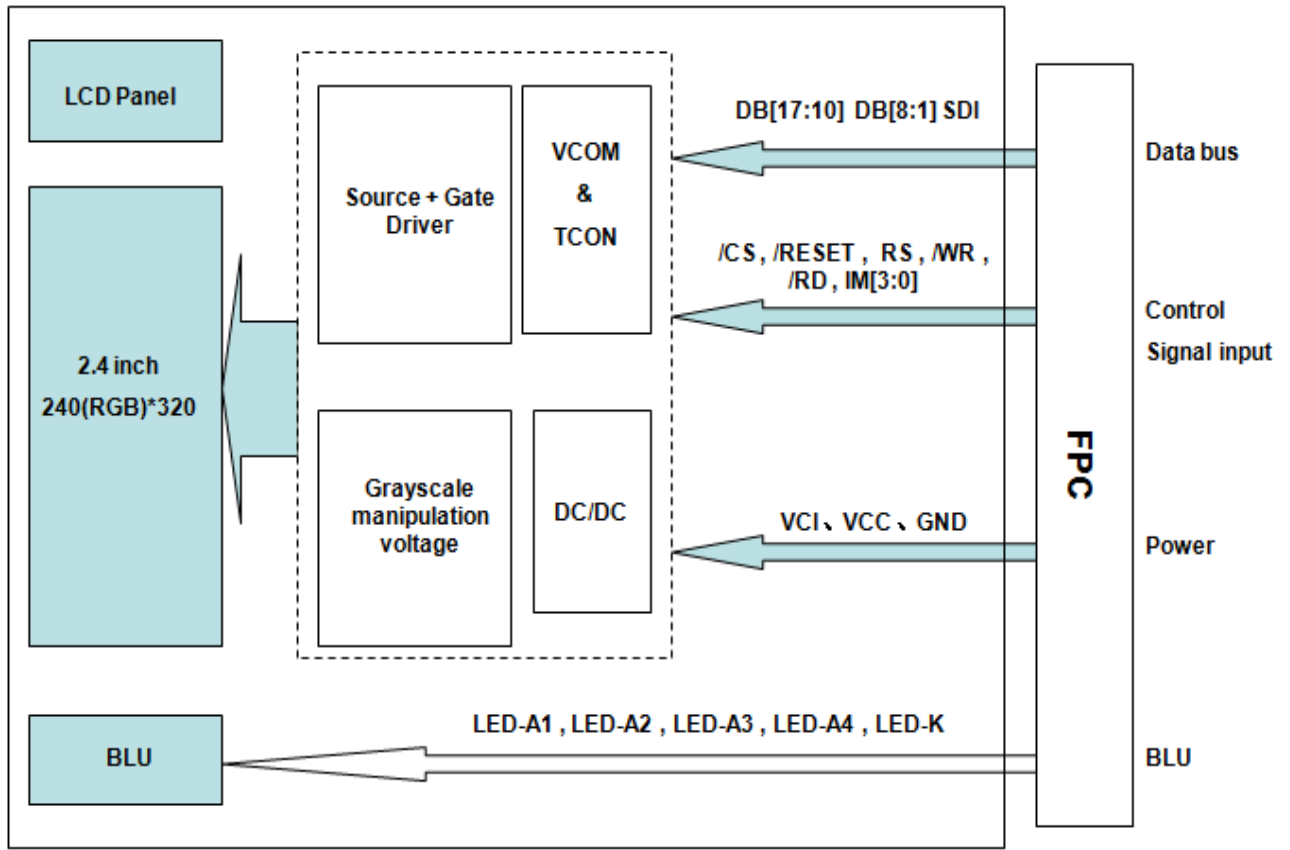 LCD Panel
2.4 inch
240(RGB)*320
BLU
Source + Gate
Driver
VCOM
&
TCON
Grayscale
manipulation
voltage
DC/DC
DB[17:10]  DB[8:1] SDI
/CS , /RESET ,  RS , /WR ,
/RD , IM[3:0]
VCI、VCC、GND
LED-A1 , LED-A2 , LED-A3 , LED-A4 , LED-K
FPC
Data bus
Control
Signal input
Power
BLU